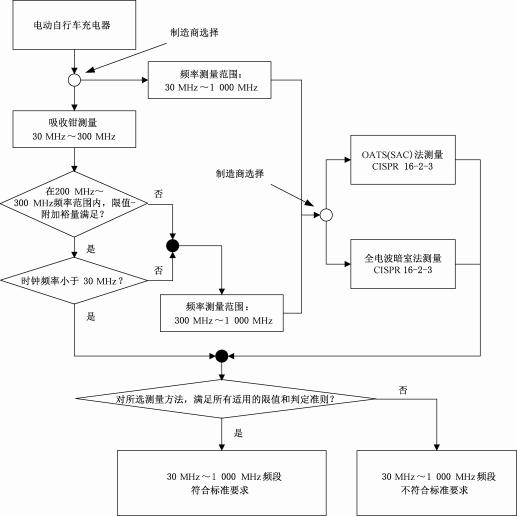 电动自行车充电器
制造商选择
频率测量范围：
30 MHz～1 000 MHz
吸收钳测量
30 MHz～300 MHz
在200 MHz～
300 MHz频率范围内，限值-
附加裕量满足？
否
是
时钟频率小于 30 MHz？
否
是
频率测量范围：
300 MHz～1 000 MHz
制造商选择
OATS(SAC)法测量
CISPR 16-2-3
全电波暗室法测量
CISPR 16-2-3
对所选测量方法，满足所有适用的限值和判定准则？
否
是
30 MHz～1 000 MHz频段
符合标准要求
30 MHz～1 000 MHz频段
不符合标准要求